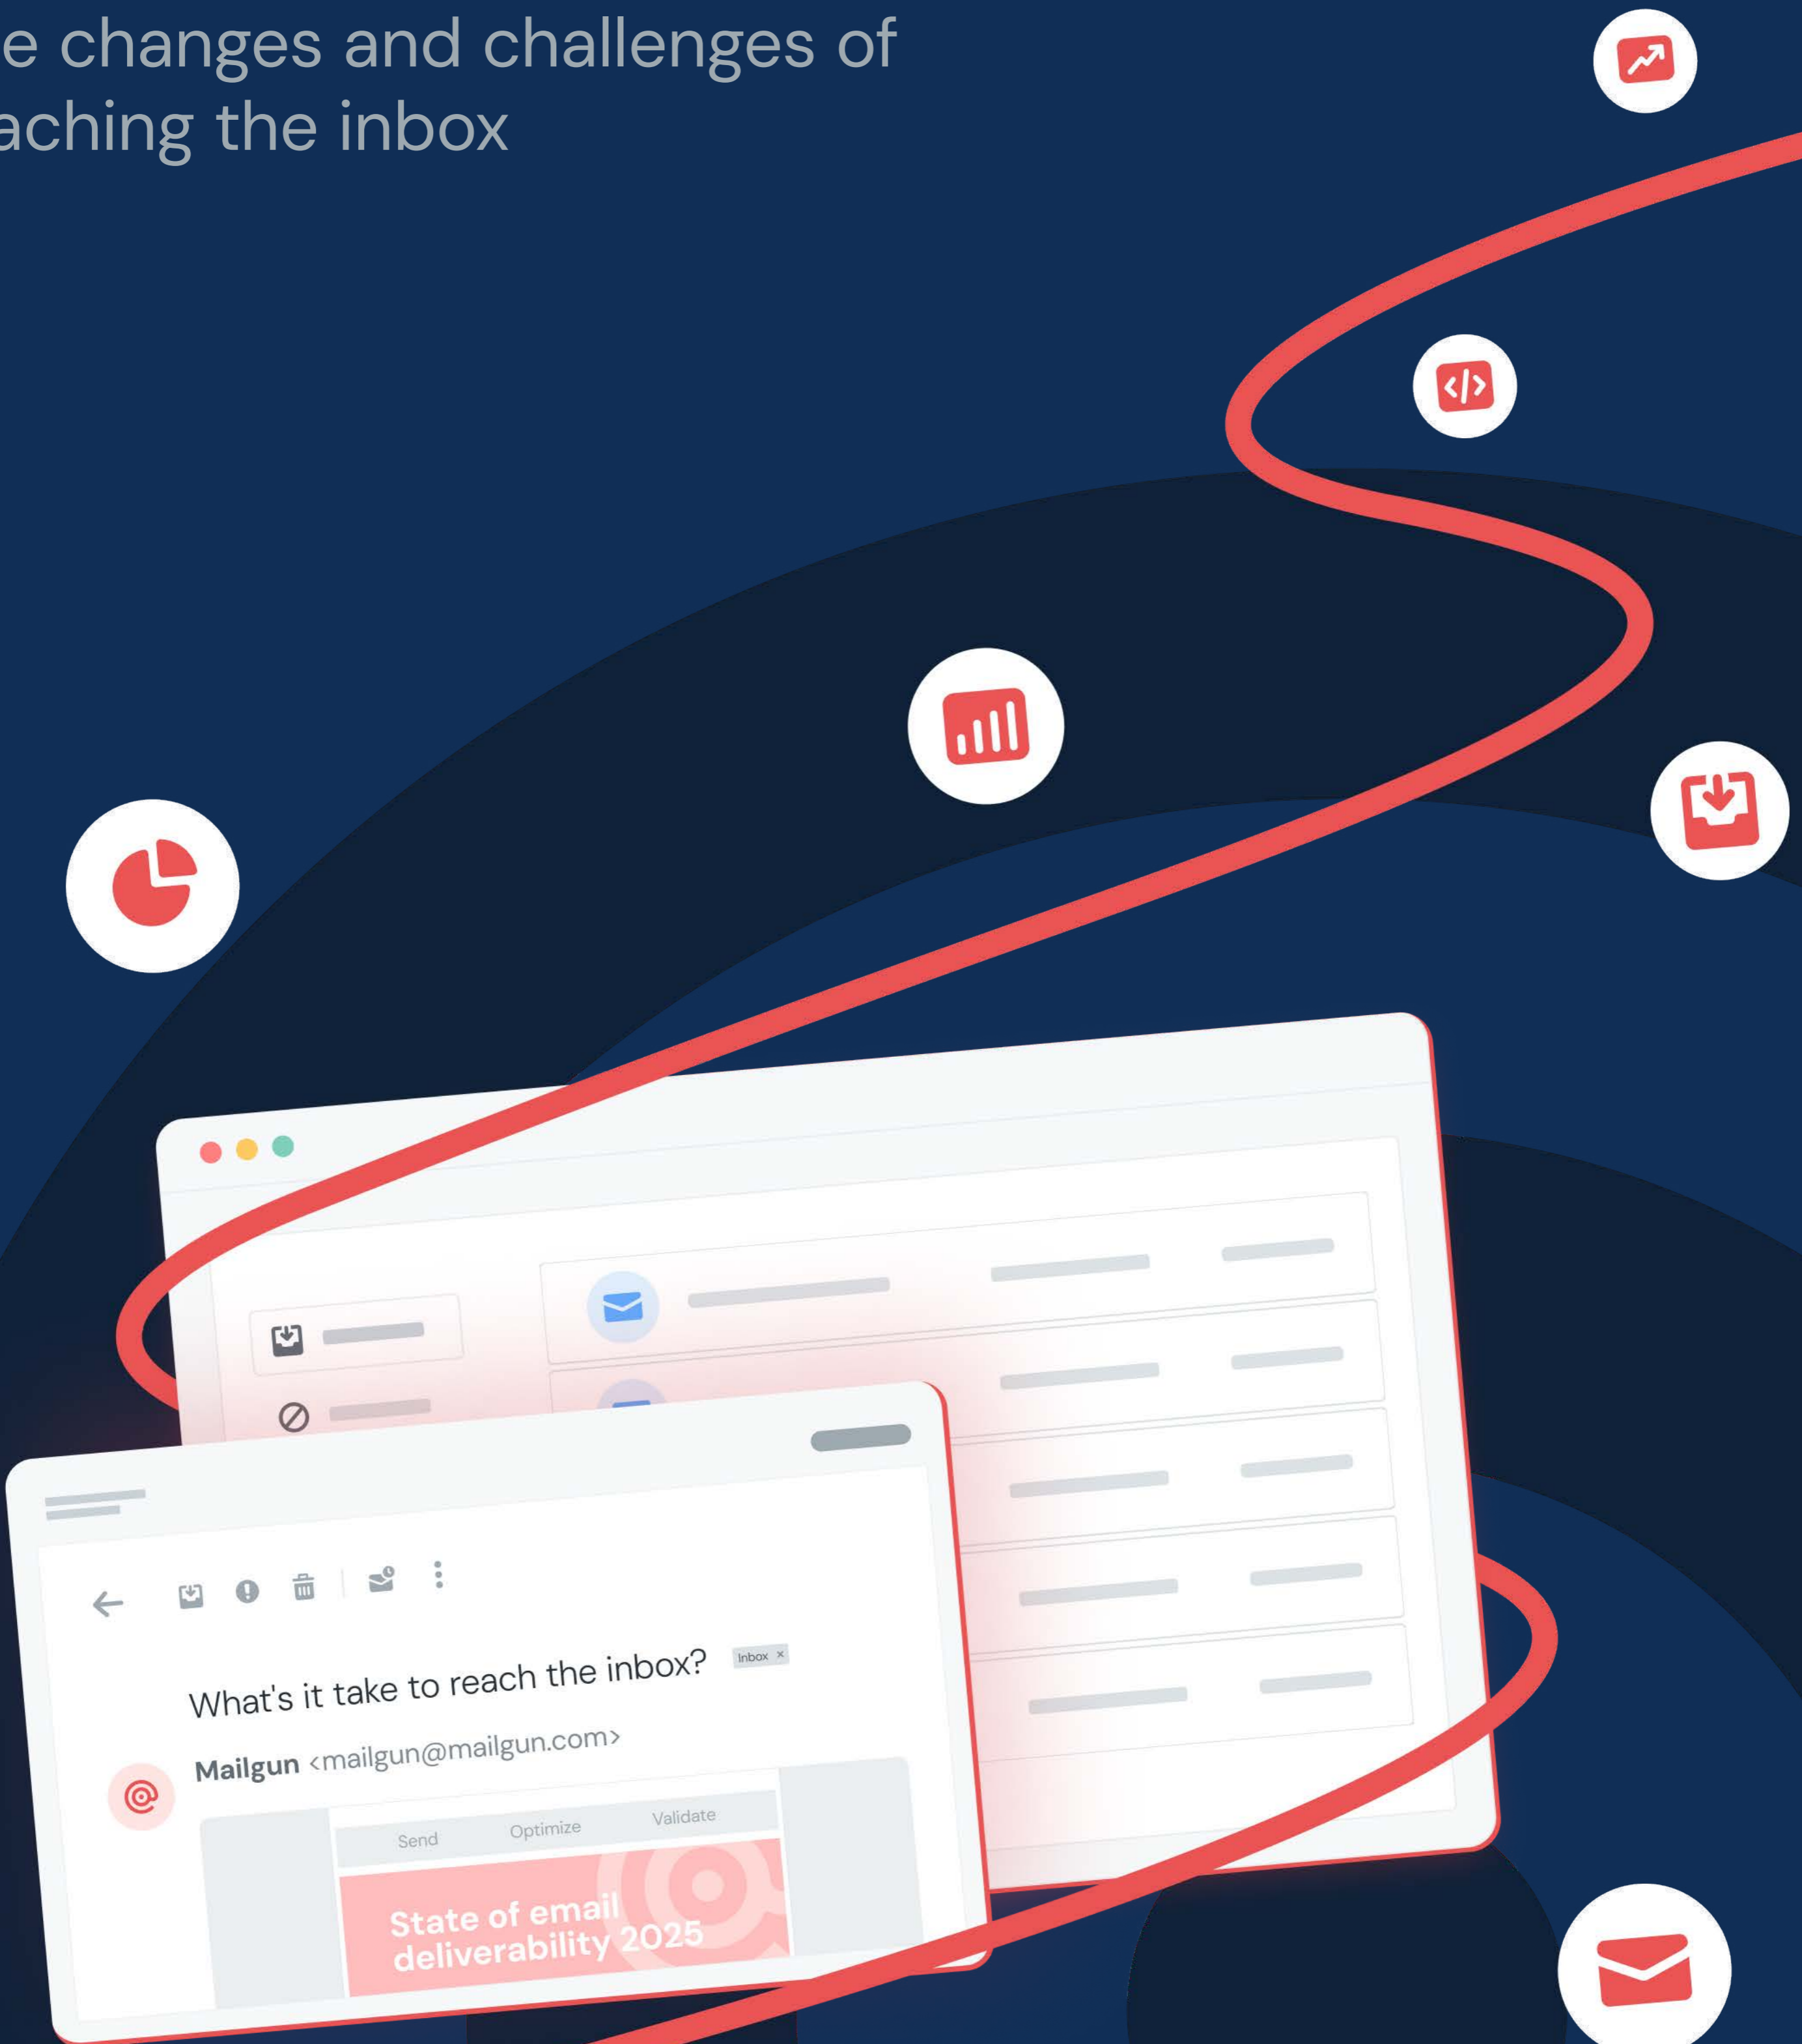 e changes and challenges of
aching the inbox
What's it take to reach the inbox? Inbox ×
Mailgun <mailgun@mailgun.com>
Send Optimize Validate
State of email
deliverability 2025